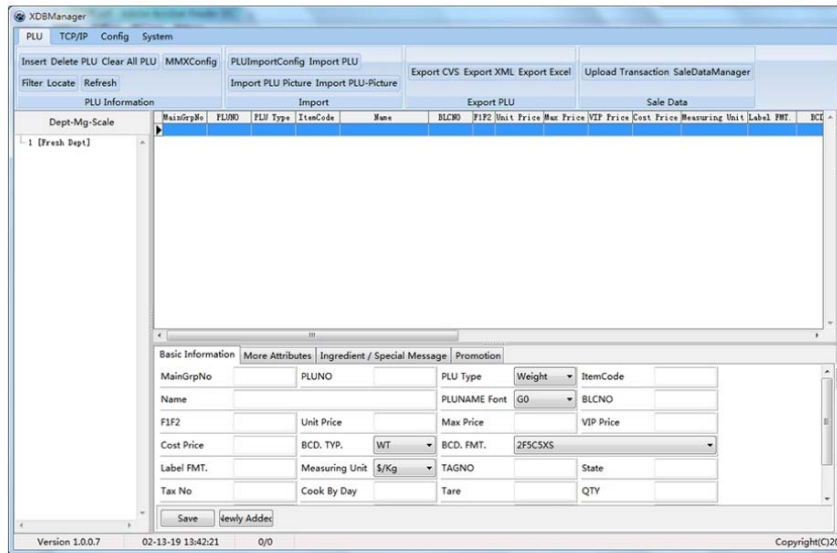 XDBManager
PLU TCP/IP Config System
Insert Delete PLU Clear All PLU MMXConfig PLUImportConfig Import PLU Export CVS Export XML Export Excel Upload Transaction SaleDataManager
Filter Locate Refresh Import PLU Picture Import PLU-Picture
PLU Information Import Export PLU Sale Data
Dept-Mg-Scale MainGrpNo PLUNO PLU Type ItemCode Name BLCNO F1F2 Unit Price Max Price VIP Price Cost Price Measuring Unit Label FMT. BCD
1 [Fresh Dept]
Basic Information More Attributes Ingredient / Special Message Promotion
MainGrpNo PLUNO PLU Type Weight ItemCode
Name PLUNAME Font G0 BLCNO
F1F2 Unit Price Max Price VIP Price
Cost Price BCD. TYP. WT BCD. FMT. 2F5C5XS
Label FMT. Measuring Unit $/Kg TAGNO State
Tax No Cook By Day Tare QTY
Save Newly Added
Version 1.0.0.7 02-13-19 13:42:21 0/0 Copyright(C)20